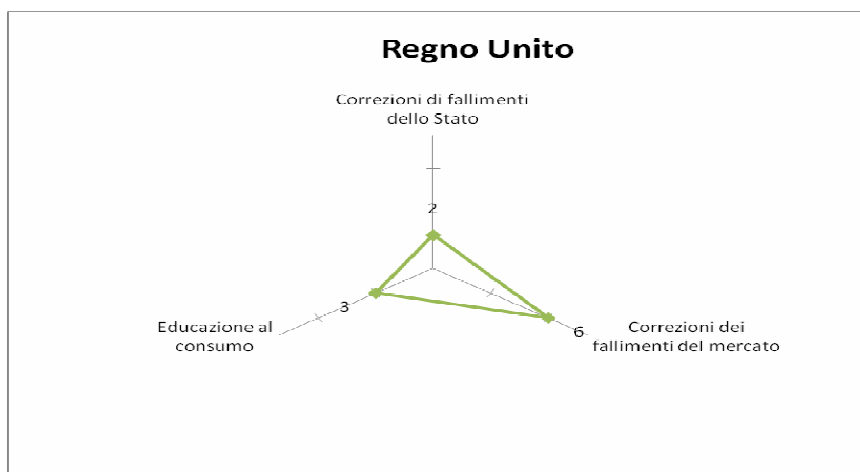 Regno Unito
Correzioni di fallimenti
dello Stato
2
3
6
Educazione al
consumo
Correzioni dei
fallimenti del mercato